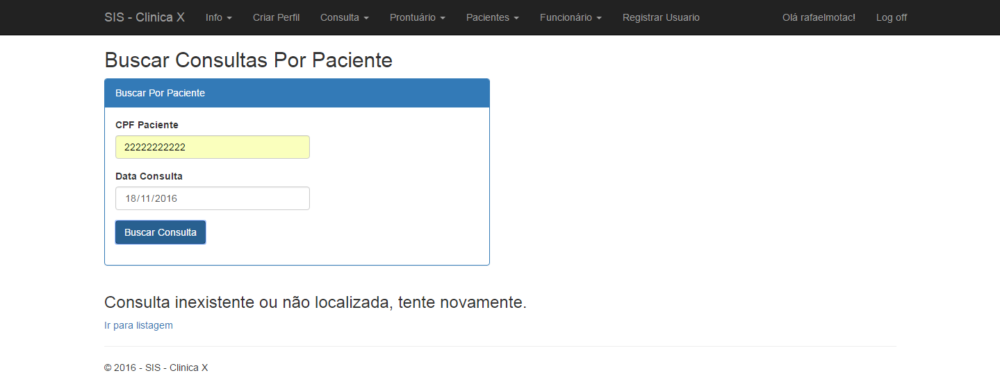 SIS - Clinica X Info Criar Perfil Consulta Prontuário Pacientes Funcionário Registrar Usuario Olá rafaelmotac! Log off
Buscar Consultas Por Paciente
Buscar Por Paciente
CPF Paciente
22222222222
Data Consulta
18/11/2016
Buscar Consulta
Consulta inexistente ou não localizada, tente novamente.
Ir para listagem
© 2016 - SIS - Clinica X